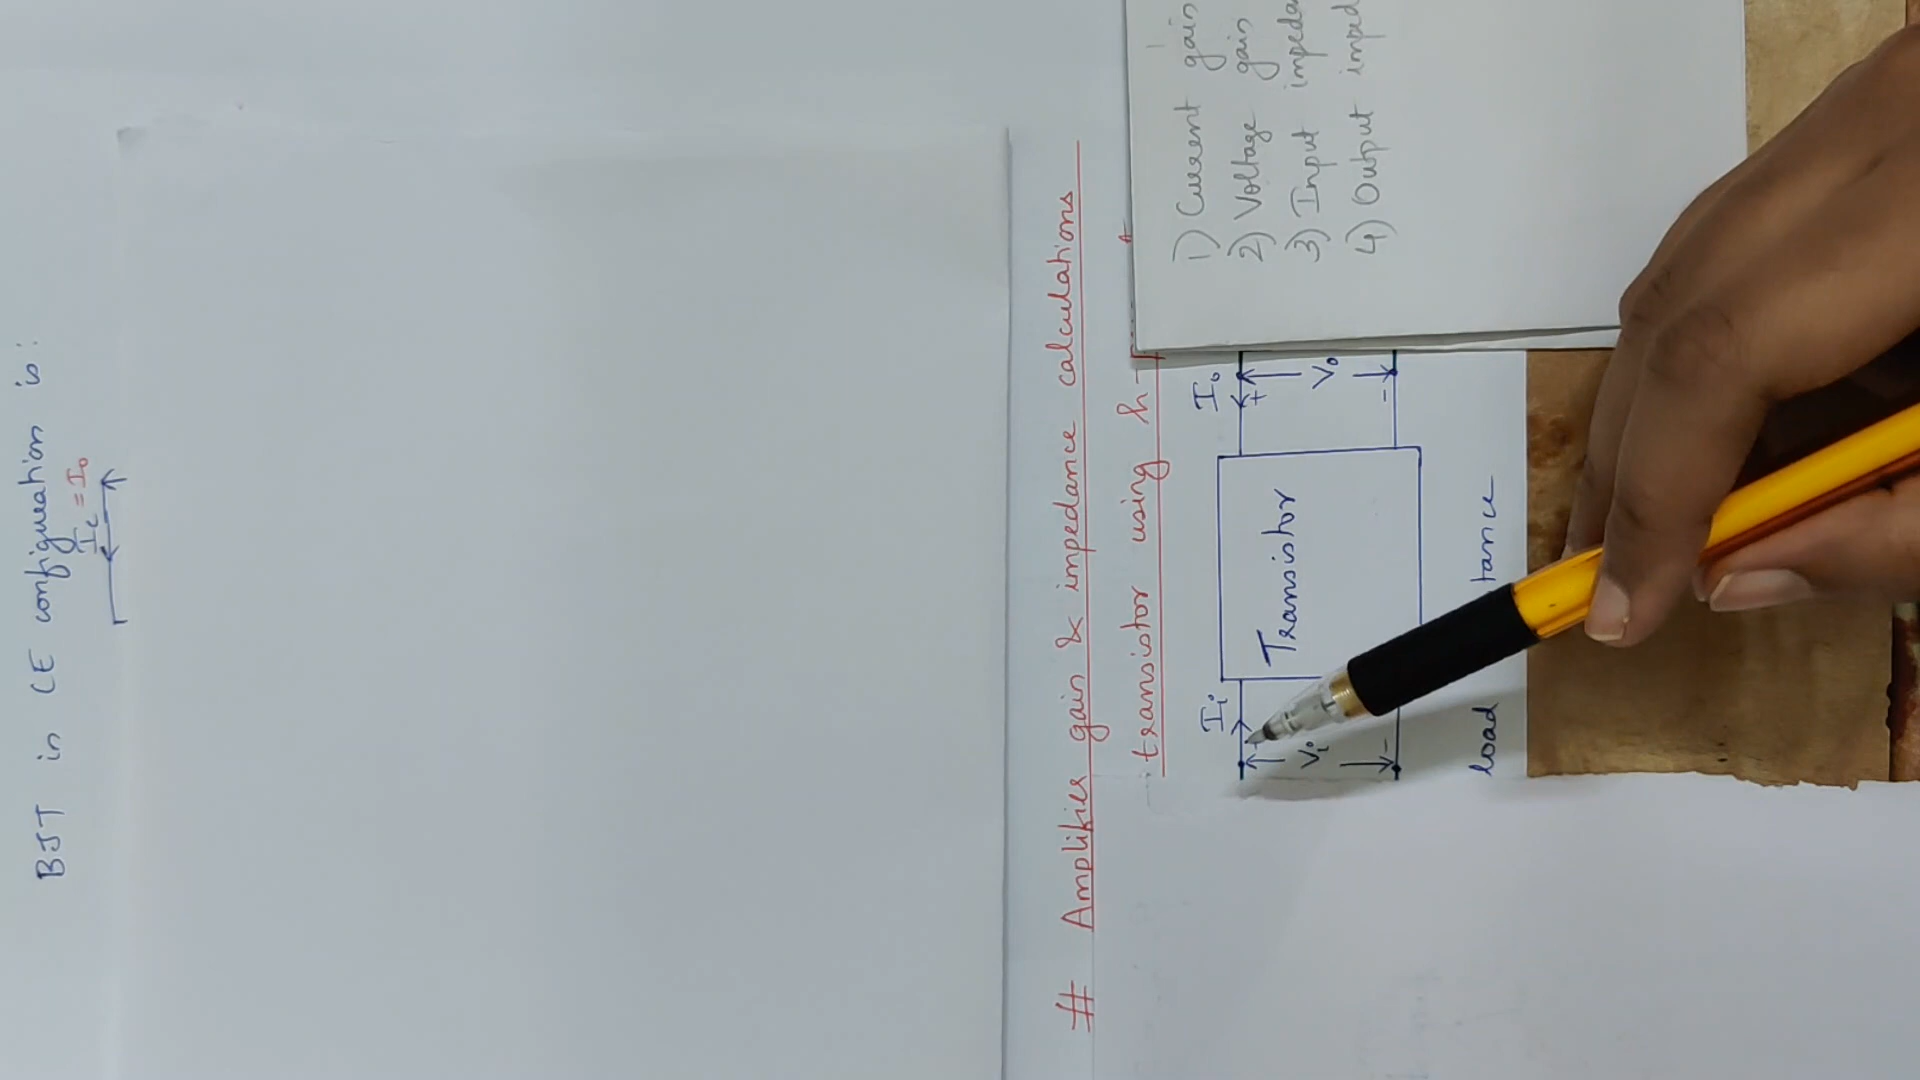 BJT in CE configuration is:
Ic = Io
# Amplifier gain & impedance calculations
transistor using h-
Ii
Io
+
+
Vi
Transistor
Vo
-
-
load
tance
1) Current gain
2) Voltage gain
3) Input impeda
4) Output imped